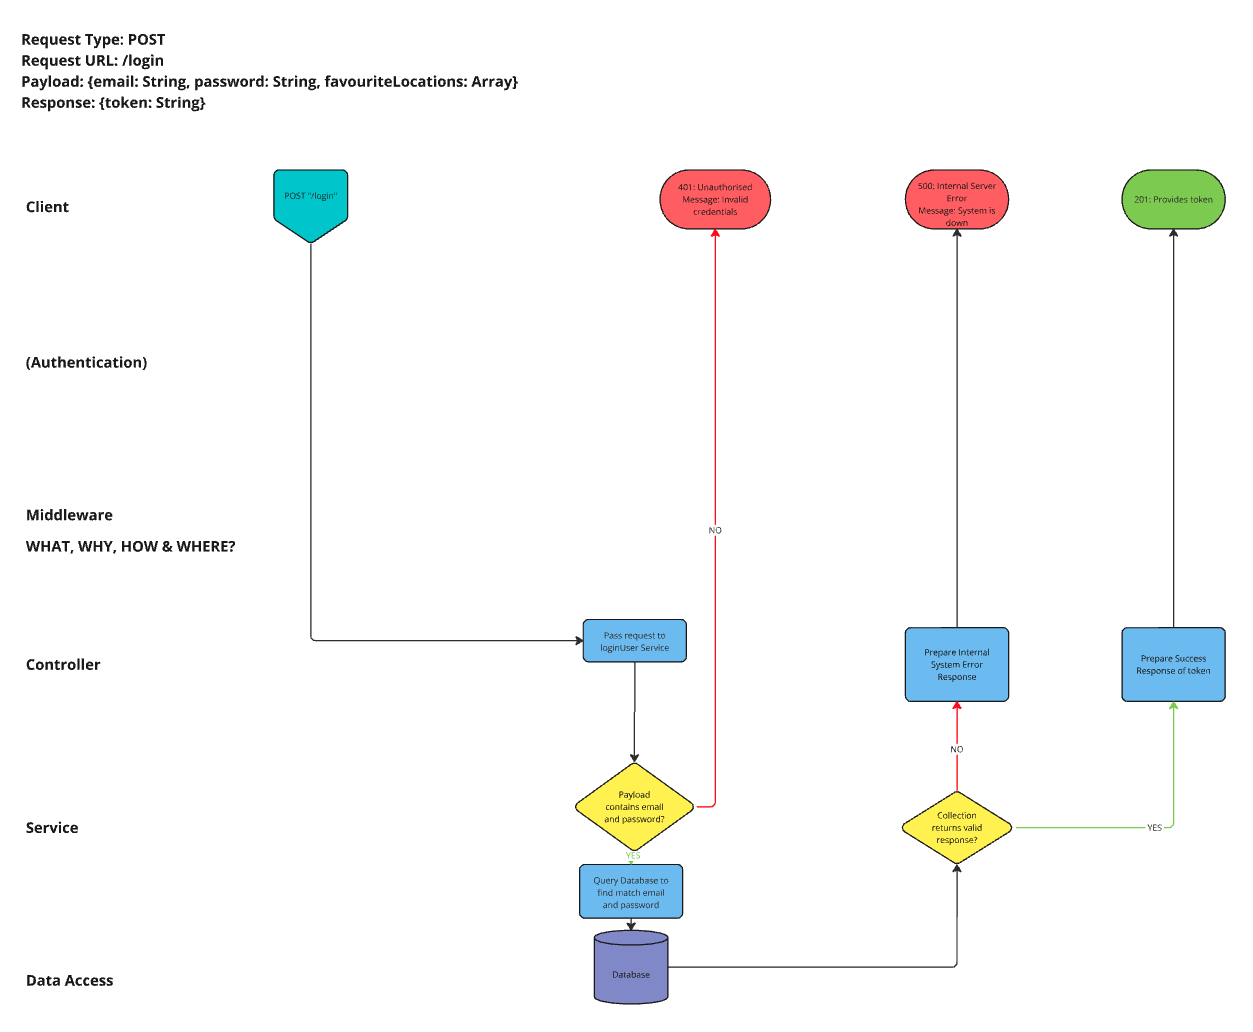 Request Type: POST
Request URL: /login
Payload: {email: String, password: String, favouriteLocations: Array}
Response: {token: String}
Client
POST "/login"
401: Unauthorised
Message: Invalid
credentials
500: Internal Server
Error
Message: System is
down
201: Provides token
(Authentication)
Middleware
WHAT, WHY, HOW & WHERE?
NO
Controller
Pass request to
loginUser Service
Prepare Internal
System Error
Response
Prepare Success
Response of token
NO
Service
Payload
contains email
and password?
Collection
returns valid
response?
YES
YES
Query Database to
find match email
and password
Data Access
Database